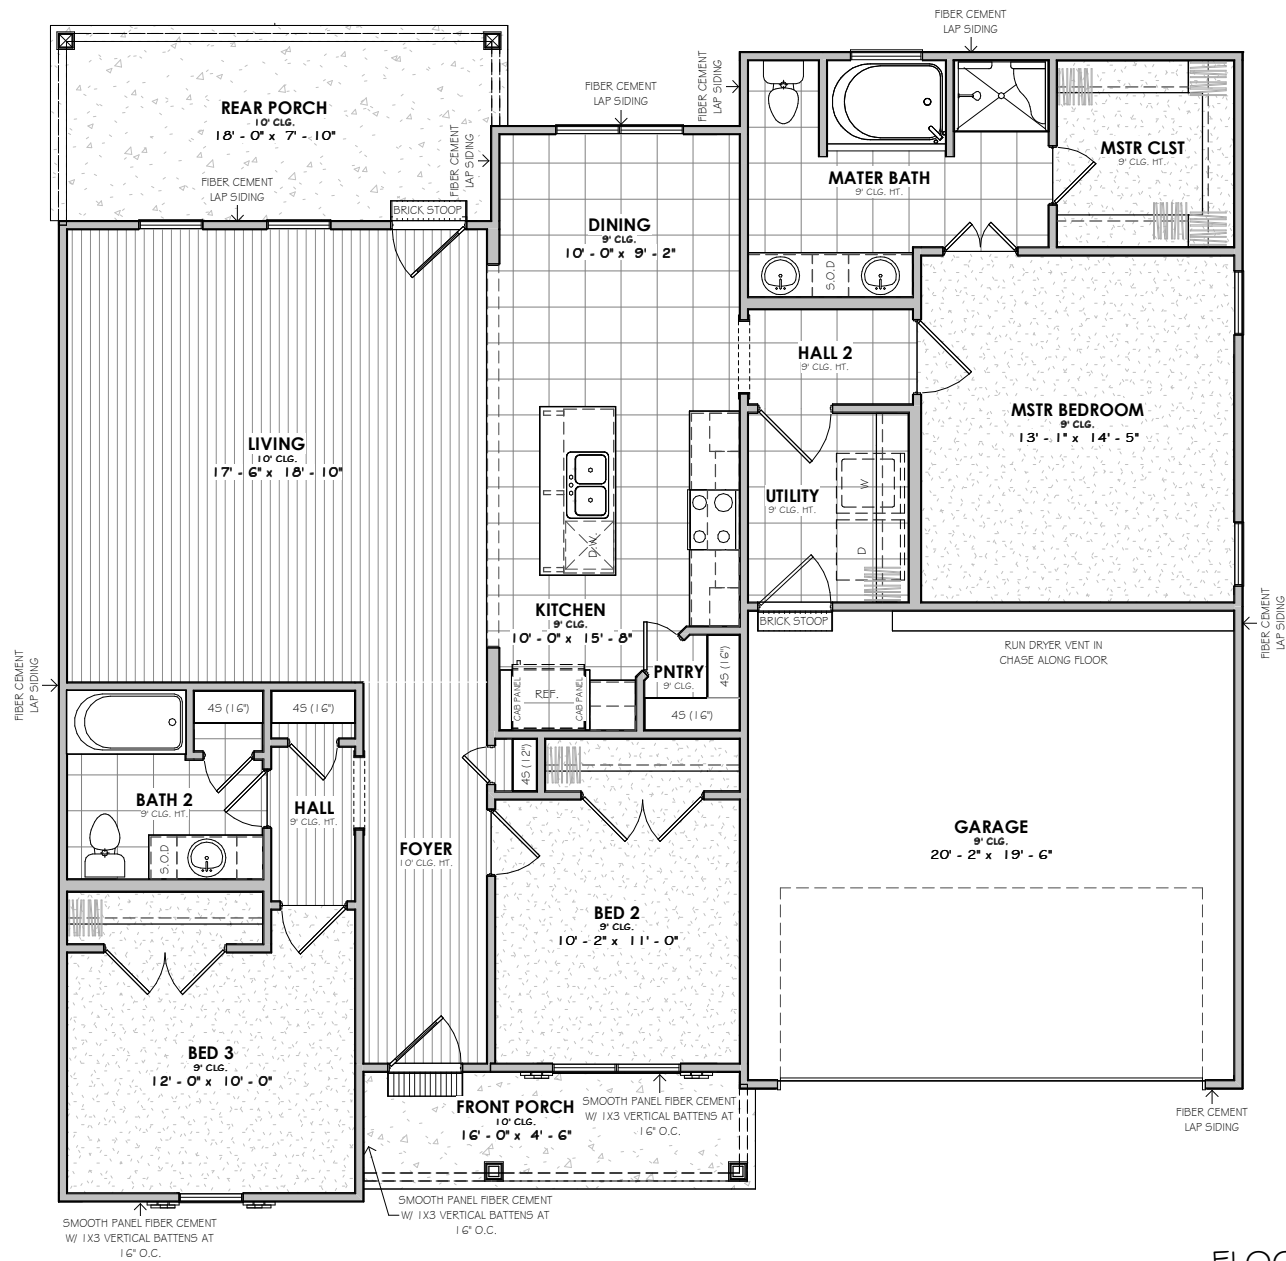 FIBER CEMENT
LAP SIDING
REAR PORCH
10' CLG.
18' - 0" x 7' - 10"
FIBER CEMENT
LAP SIDING
FIBER CEMENT
LAP SIDING
FIBER CEMENT
LAP SIDING
FIBER CEMENT
LAP SIDING
BRICK STOOP
MATER BATH
9' CLG. HT.
MSTR CLST
9' CLG. HT.
DINING
9' CLG.
10' - 0" x 9' - 2"
S.O.D
HALL 2
9' CLG. HT.
MSTR BEDROOM
9' CLG.
13' - 1" x 14' - 5"
LIVING
10' CLG.
17' - 6" x 18' - 10"
UTILITY
9' CLG. HT.
W
D
D.W.
KITCHEN
9' CLG.
10' - 0" x 15' - 8"
BRICK STOOP
FIBER CEMENT
LAP SIDING
RUN DRYER VENT IN
CHASE ALONG FLOOR
PNTRY
9' CLG.
4S (16")
4S (16")
CAB PANEL
REF.
CAB PANEL
FIBER CEMENT
LAP SIDING
4S (16")
4S (16")
4S (12")
BATH 2
9' CLG. HT.
HALL
9' CLG. HT.
S.O.D
FOYER
10' CLG. HT.
GARAGE
9' CLG.
20' - 2" x 19' - 6"
BED 2
9' CLG.
10' - 2" x 11' - 0"
BED 3
9' CLG.
12' - 0" x 10' - 0"
FRONT PORCH
10' CLG.
16' - 0" x 4' - 6"
SMOOTH PANEL FIBER CEMENT
W/ 1X3 VERTICAL BATTENS AT
16" O.C.
FIBER CEMENT
LAP SIDING
SMOOTH PANEL FIBER CEMENT
W/ 1X3 VERTICAL BATTENS AT
16" O.C.
SMOOTH PANEL FIBER CEMENT
W/ 1X3 VERTICAL BATTENS AT
16" O.C.